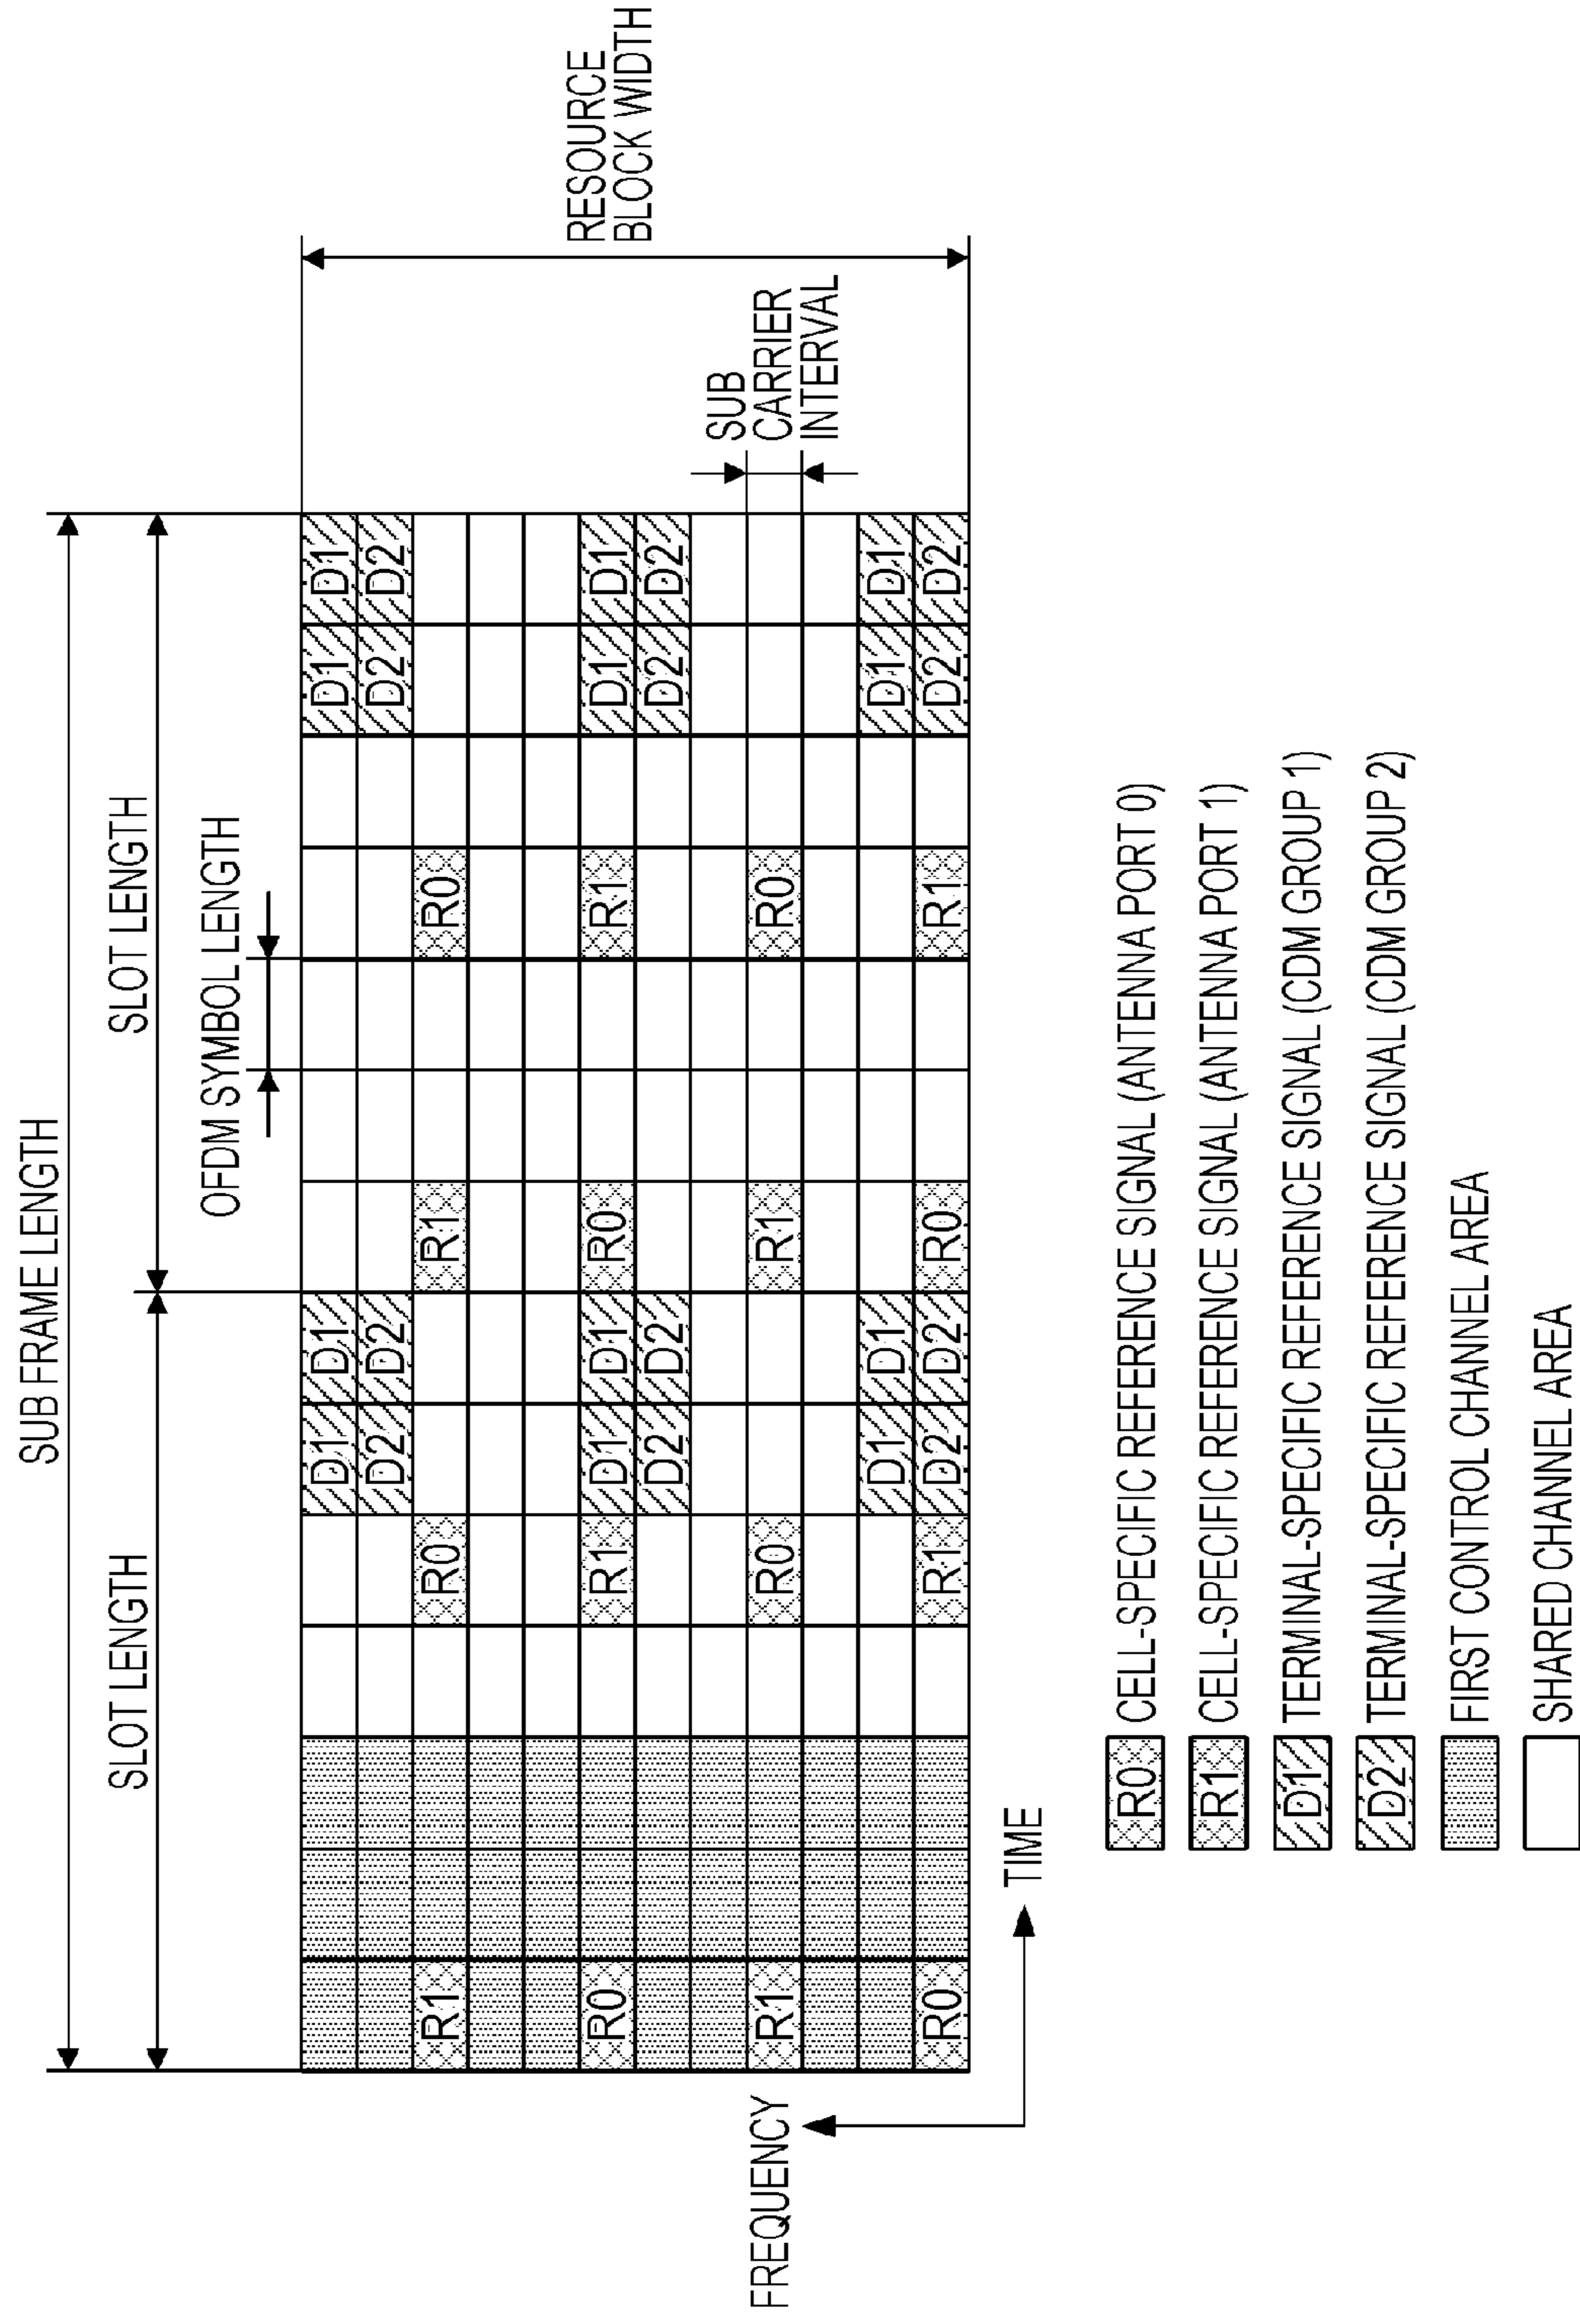 SUB FRAME LENGTH
SLOT LENGTH
SLOT LENGTH
OFDM SYMBOL LENGTH
D1 D1 D1 D1
D2 D2 D2 D2
R1 R0 R1 R0
RESOURCE
BLOCK WIDTH
R0 R1 D1 D1 R0 R1 D1 D1
D2 D2 D2 D2
SUB
CARRIER
INTERVAL
FREQUENCY
R1 R0 R1 R0
D1 D1 D1 D1
R0 R1 D2 D2 R0 R1 D2 D2
TIME
R0 CELL-SPECIFIC REFERENCE SIGNAL (ANTENNA PORT 0)
R1 CELL-SPECIFIC REFERENCE SIGNAL (ANTENNA PORT 1)
D1 TERMINAL-SPECIFIC REFERENCE SIGNAL (CDM GROUP 1)
D2 TERMINAL-SPECIFIC REFERENCE SIGNAL (CDM GROUP 2)
FIRST CONTROL CHANNEL AREA
SHARED CHANNEL AREA